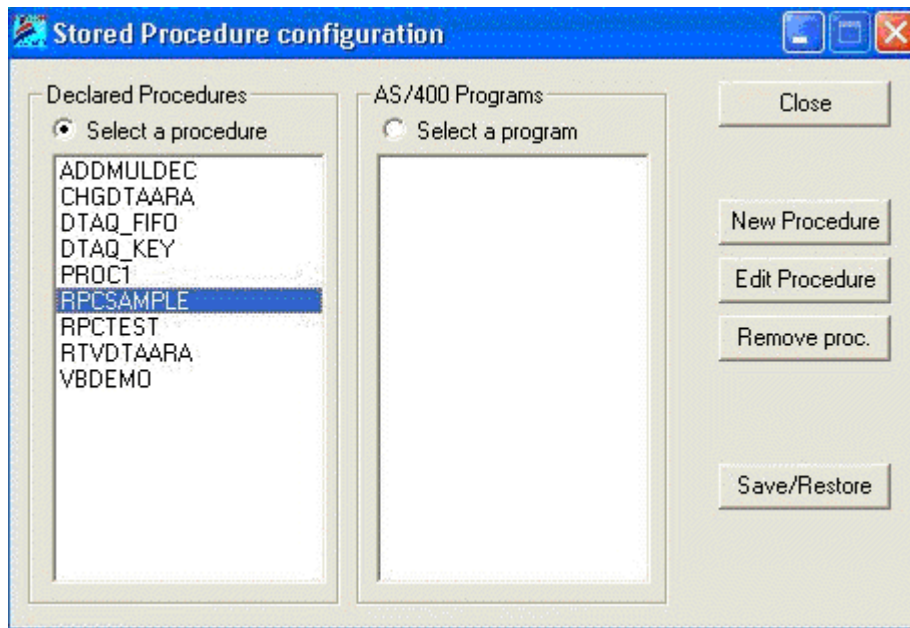 Stored Procedure configuration
Declared Procedures
Select a procedure
ADDMULDEC
CHGDTAARA
DTAQ_FIFO
DTAQ_KEY
PROC1
RPCSAMPLE
RPCTEST
RTVDTAARA
VBDEMO
AS/400 Programs
Select a program
Close
New Procedure
Edit Procedure
Remove proc.
Save/Restore